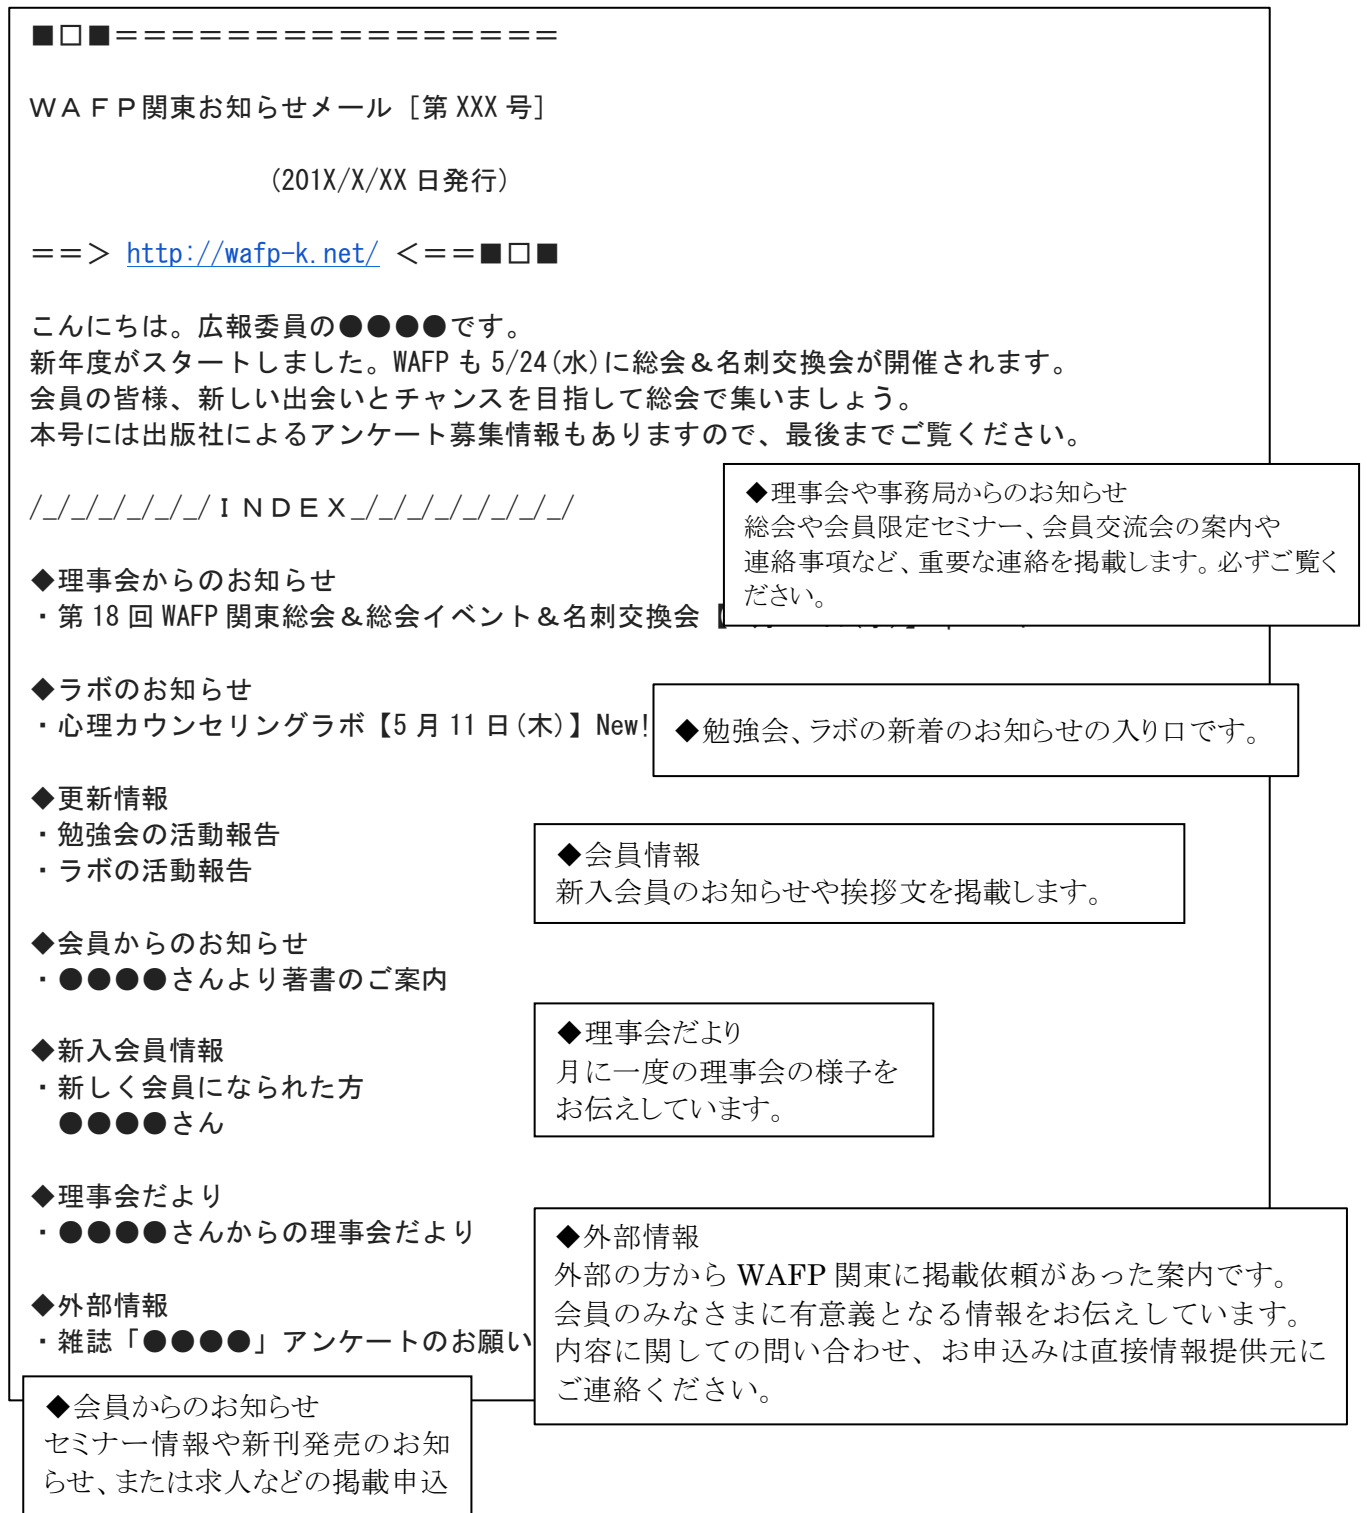 ■□■================
WAFP関東お知らせメール［第 XXX 号］
(201X/X/XX 日発行)
==＞ http://wafp-k.net/ ＜==■□■
こんにちは。広報委員の●●●●です。
新年度がスタートしました。WAFP も 5/24(水)に総会＆名刺交換会が開催されます。
会員の皆様、新しい出会いとチャンスを目指して総会で集いましょう。
本号には出版社によるアンケート募集情報もありますので、最後までご覧ください。
/_/_/_/_/_/_/ＩＮＤＥＸ_/_/_/_/_/_/_/_/
◆理事会からのお知らせ
・第 18 回 WAFP 関東総会＆総会イベント＆名刺交換会【
◆理事会や事務局からのお知らせ
総会や会員限定セミナー、会員交流会の案内や
連絡事項など、重要な連絡を掲載します。必ずご覧く
ださい。
◆ラボのお知らせ
・心理カウンセリングラボ【5 月 11 日(木)】New!
◆勉強会、ラボの新着のお知らせの入り口です。
◆更新情報
・勉強会の活動報告
・ラボの活動報告
◆会員情報
新入会員のお知らせや挨拶文を掲載します。
◆会員からのお知らせ
・●●●●さんより著書のご案内
◆新入会員情報
・新しく会員になられた方
●●●●さん
◆理事会だより
月に一度の理事会の様子を
お伝えしています。
◆理事会だより
・●●●●さんからの理事会だより
◆外部情報
・雑誌「●●●●」アンケートのお願い
◆外部情報
外部の方から WAFP 関東に掲載依頼があった案内です。
会員のみなさまに有意義となる情報をお伝えしています。
内容に関しての問い合わせ、お申込みは直接情報提供元に
ご連絡ください。
◆会員からのお知らせ
セミナー情報や新刊発売のお知
らせ、または求人などの掲載申込